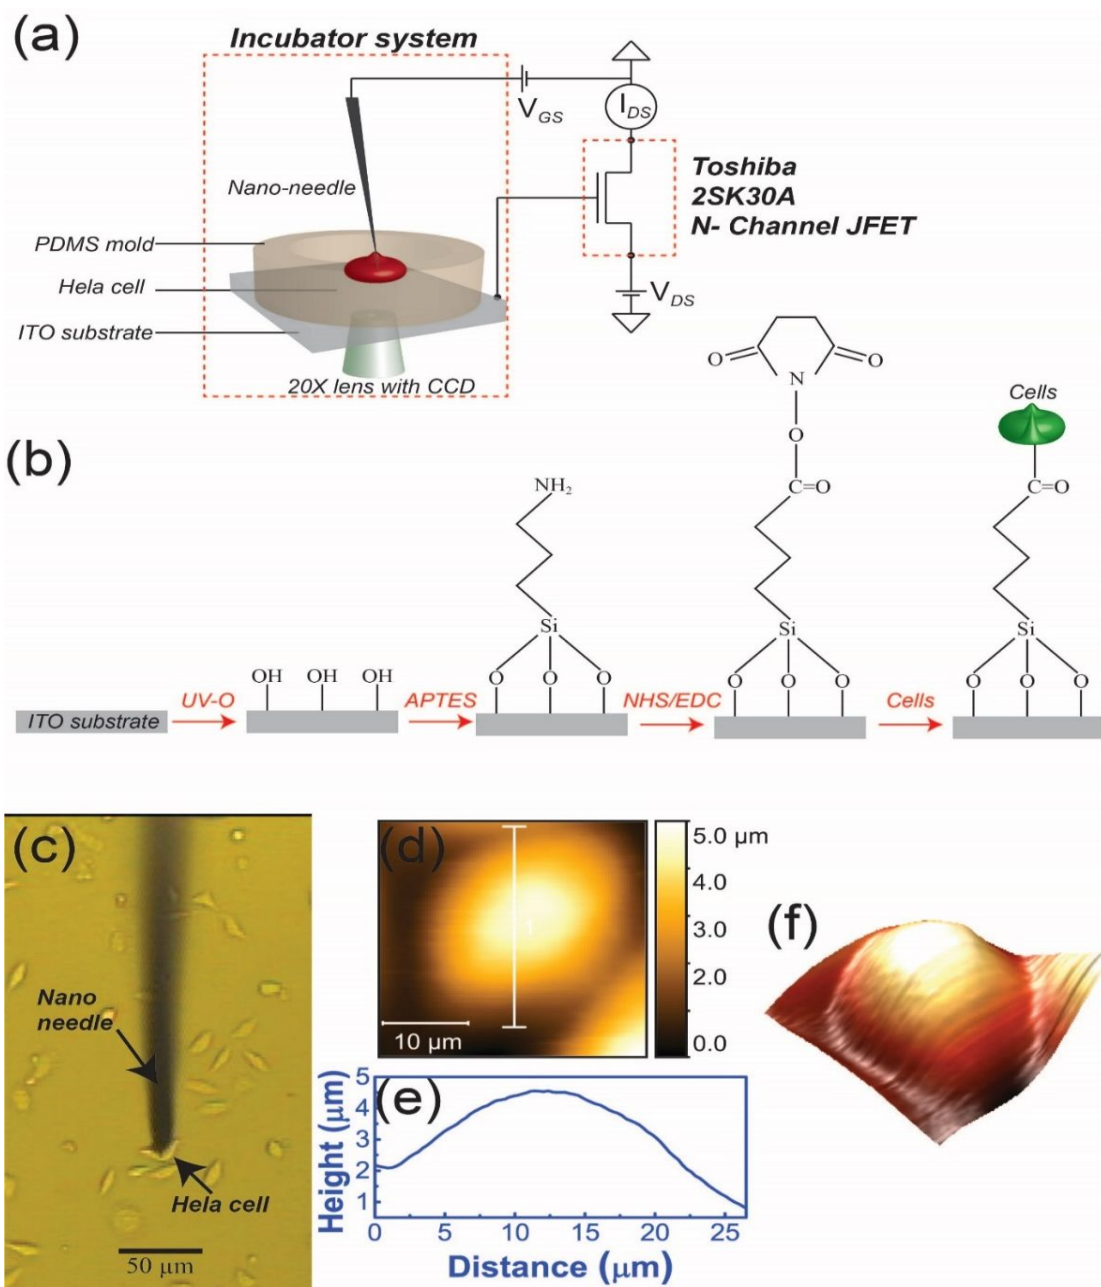 (a)
Incubator system
V_GS
I_DS
Nano-needle
Toshiba
2SK30A
N- Channel JFET
PDMS mold
Hela cell
ITO substrate
V_DS
20X lens with CCD
(b)
O
O
N
O
C=O
NH₂
Si
O O O
Si
O O O
Cells
C=O
Si
O O O
OH OH OH
ITO substrate
UV-O
APTES
NHS/EDC
Cells
(c)
Nano
needle
Hela cell
50 μm
(d)
1
10 μm
5.0 μm
4.0
3.0
2.0
0.0
(e)
Height (μm)
5
4
3
2
1
0 5 10 15 20 25
Distance (μm)
(f)